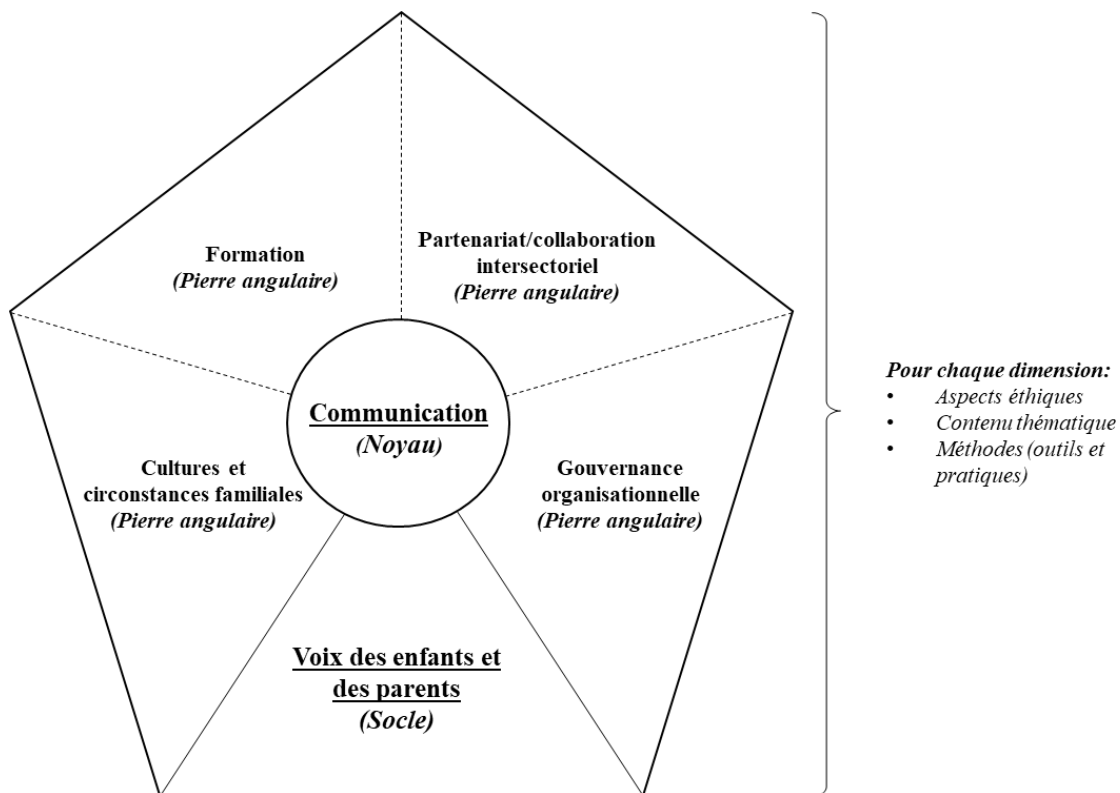 Formation
(Pierre angulaire)
Partenariat/collaboration
intersectoriel
(Pierre angulaire)
Communication
(Noyau)
Cultures et
circonstances familiales
(Pierre angulaire)
Gouvernance
organisationnelle
(Pierre angulaire)
Voix des enfants et
des parents
(Socle)
Pour chaque dimension:
• Aspects éthiques
• Contenu thématique
• Méthodes (outils et
pratiques)